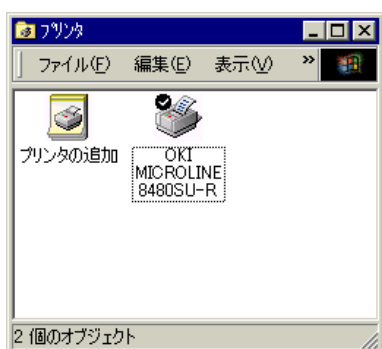 プリンタ
ファイル(F) 編集(E) 表示(V) »
プリンタの追加
OKI
MICROLINE
8480SU-R
2 個のオブジェクト